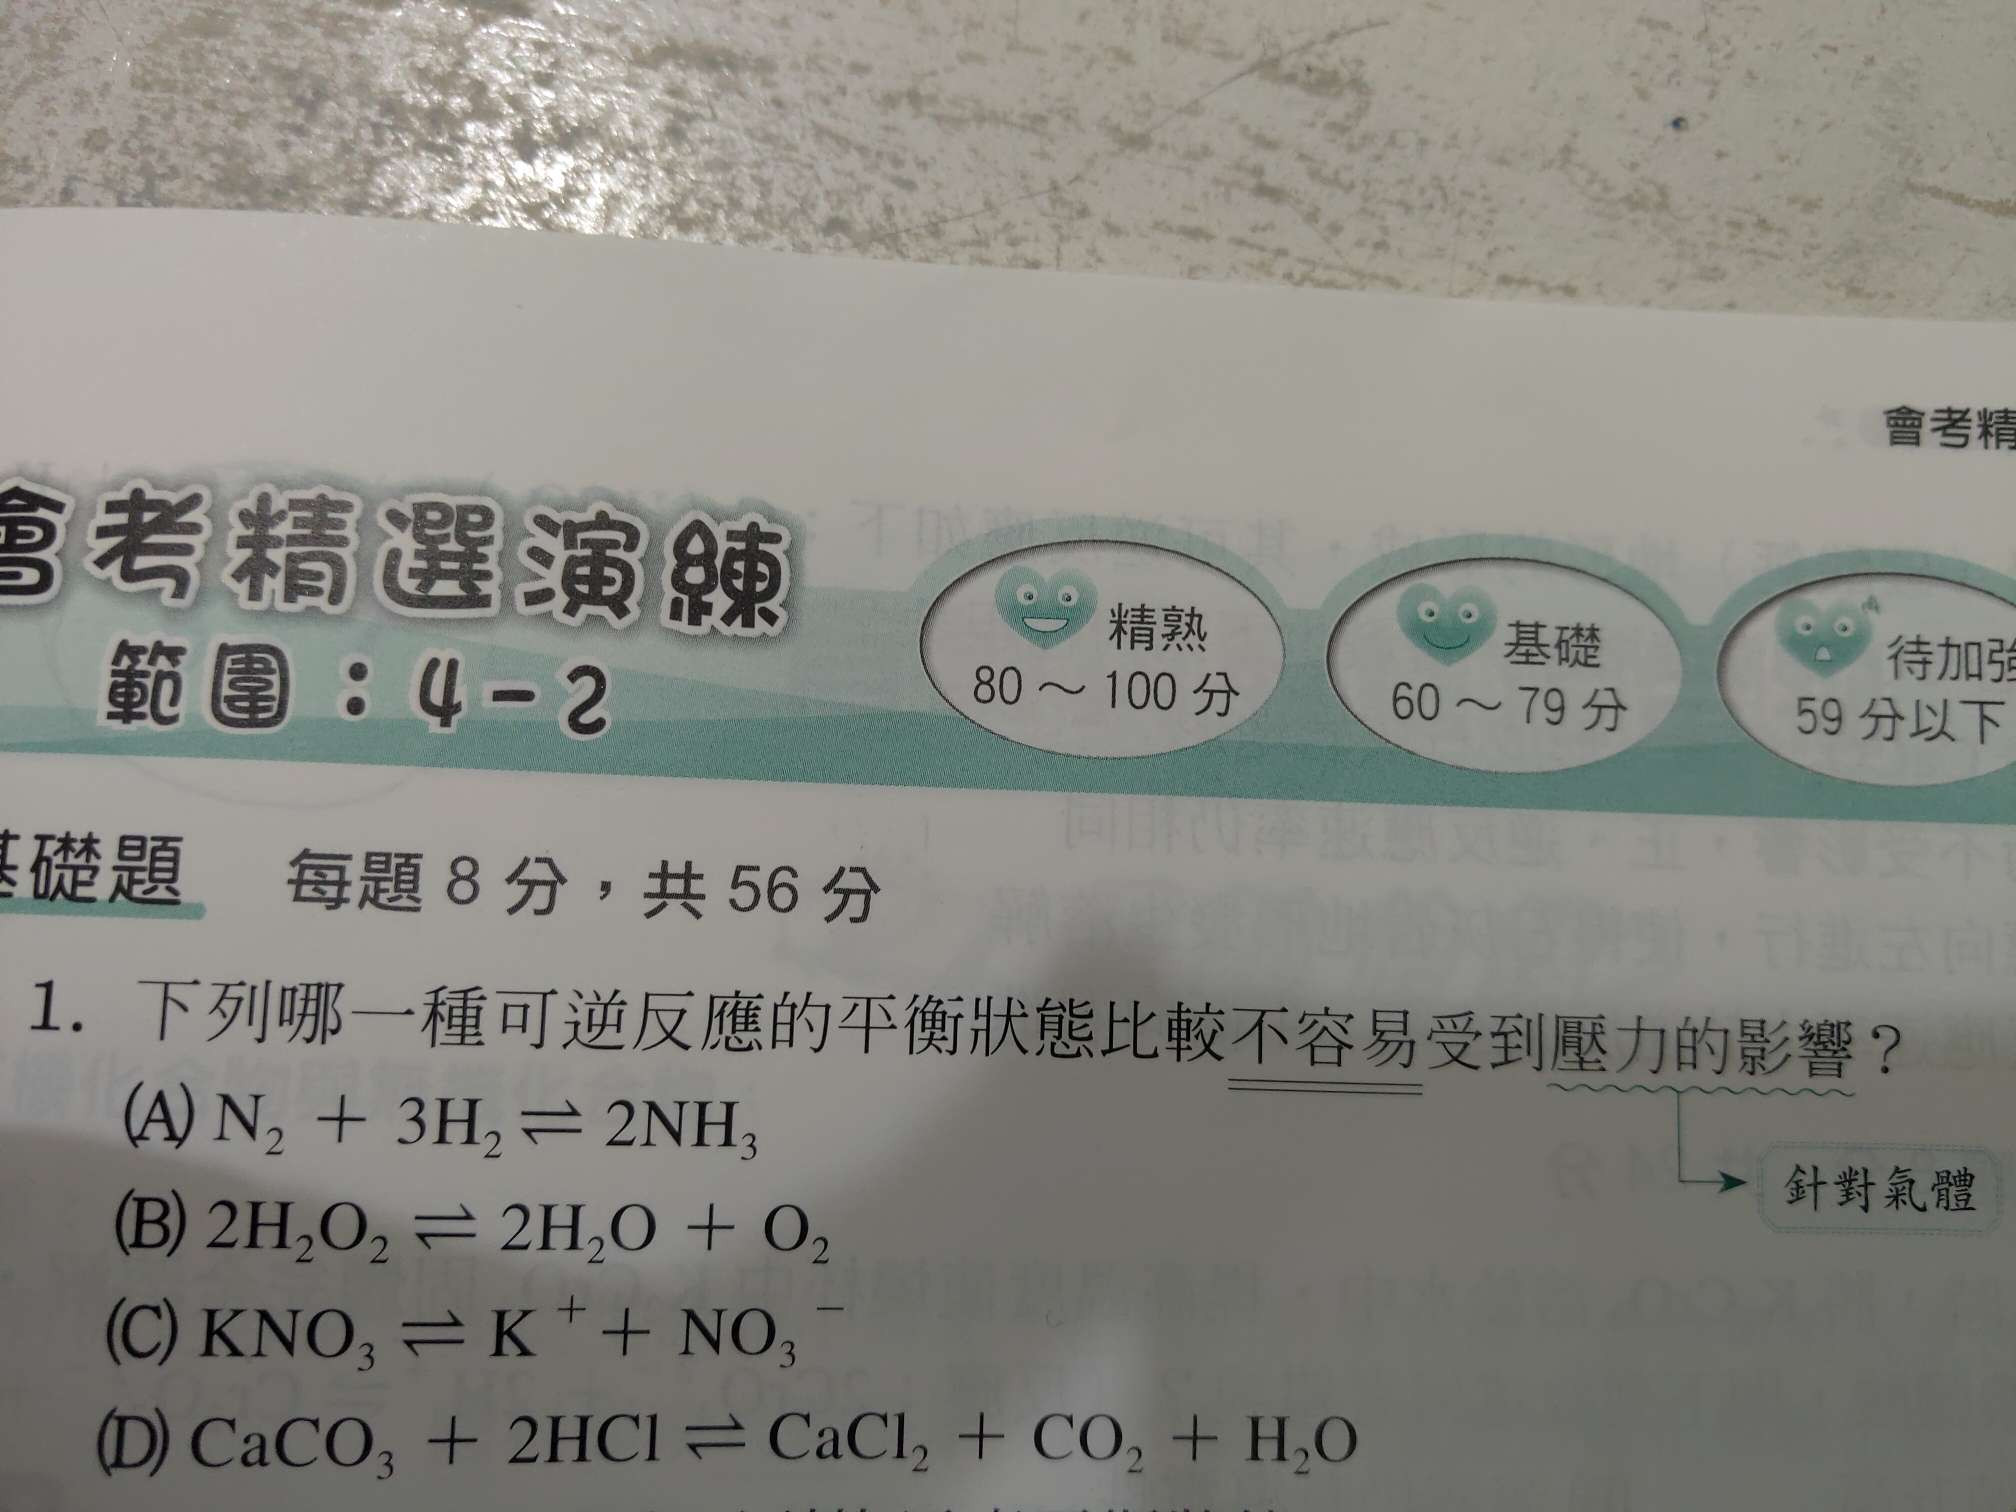 會考精
會考精選演練
範圍：4-2
精熟
80～100分
基礎
60～79分
待加強
59分以下
基礎題 每題8分，共56分
1. 下列哪一種可逆反應的平衡狀態比較不容易受到壓力的影響？
(A) N₂ + 3H₂ ⇌ 2NH₃
針對氣體
(B) 2H₂O₂ ⇌ 2H₂O + O₂
(C) KNO₃ ⇌ K⁺ + NO₃⁻
(D) CaCO₃ + 2HCl ⇌ CaCl₂ + CO₂ + H₂O